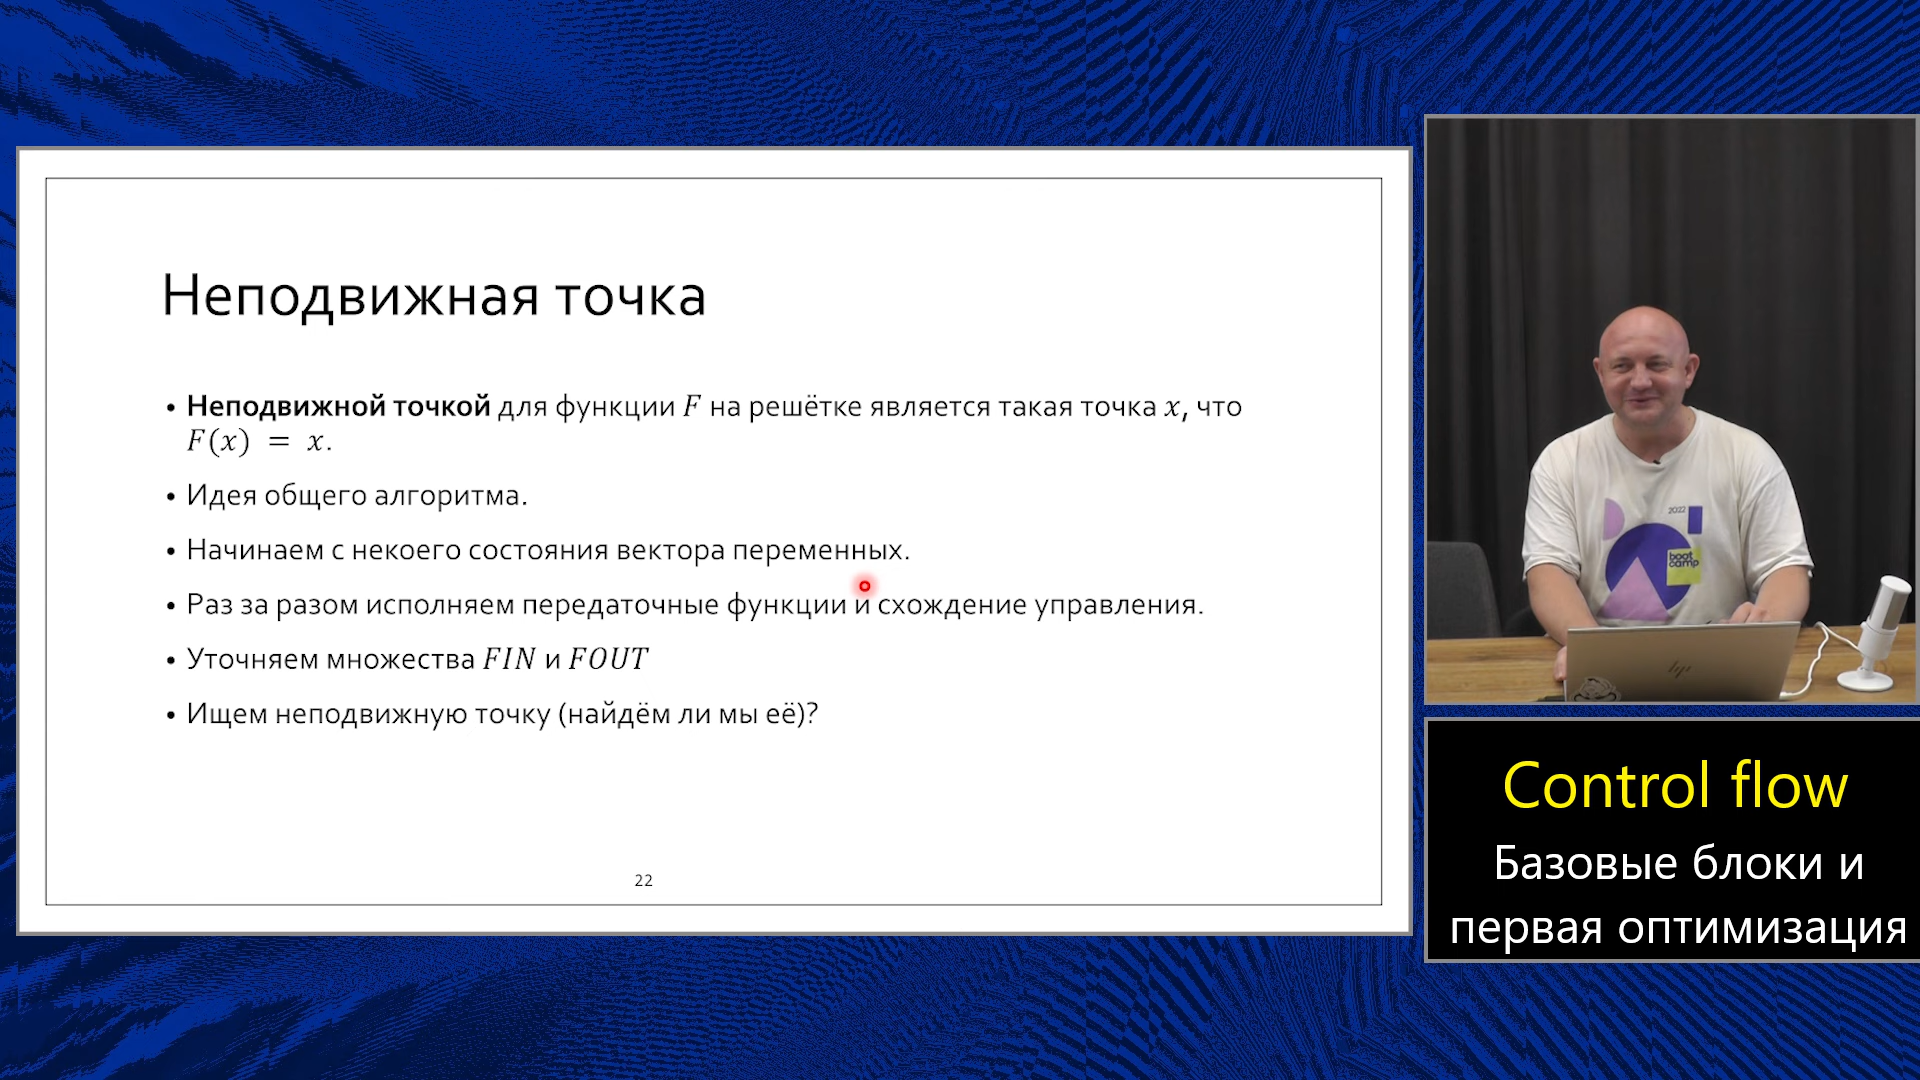 Неподвижная точка
• Неподвижной точкой для функции F на решётке является такая точка x, что
F(x) = x.
• Идея общего алгоритма.
• Начинаем с некоего состояния вектора переменных.
• Раз за разом исполняем передаточные функции и схождение управления.
• Уточняем множества FIN и FOUT
• Ищем неподвижную точку (найдём ли мы её)?
22
2022
boot
camp
hp
Control flow
Базовые блоки и
первая оптимизация